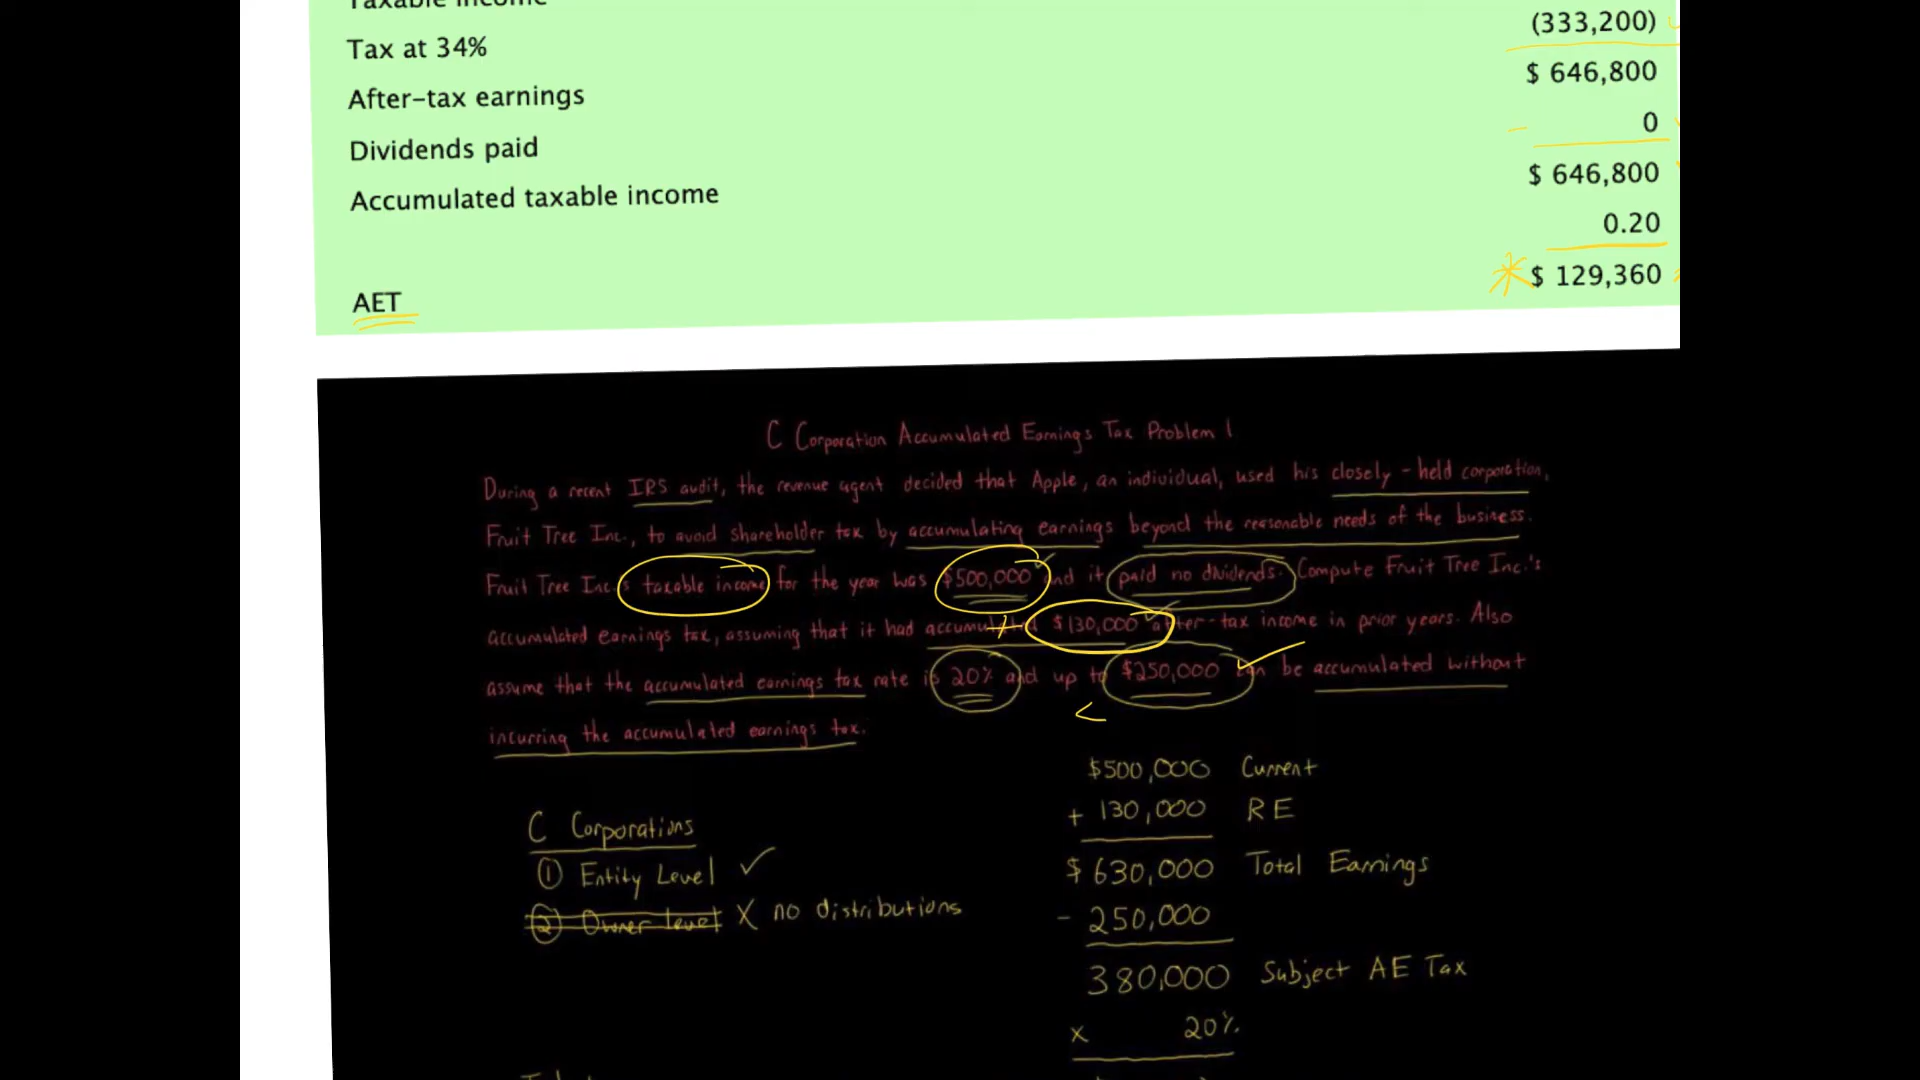 Taxable income
(333,200)
Tax at 34%
$ 646,800
After-tax earnings
0
Dividends paid
$ 646,800
Accumulated taxable income
0.20
$ 129,360
AET
C Corporation Accumulated Earnings Tax Problem 1
During a recent IRS audit, the revenue agent decided that Apple, an individual, used his closely-held corporation,
Fruit Tree Inc., to avoid shareholder tax by accumulating earnings beyond the reasonable needs of the business.
Fruit Tree Inc.'s taxable income for the year was $500,000 and it paid no dividends. Compute Fruit Tree Inc.'s
accumulated earnings tax, assuming that it had accumulated $130,000 after-tax income in prior years. Also
assume that the accumulated earnings tax rate is 20% and up to $250,000 can be accumulated without
incurring the accumulated earnings tax.
<
$500,000 Current
+ 130,000 RE
$630,000 Total Earnings
- 250,000
380,000 Subject AE Tax
x 20%
C Corporations
① Entity Level ✓
② Owner level X no distributions